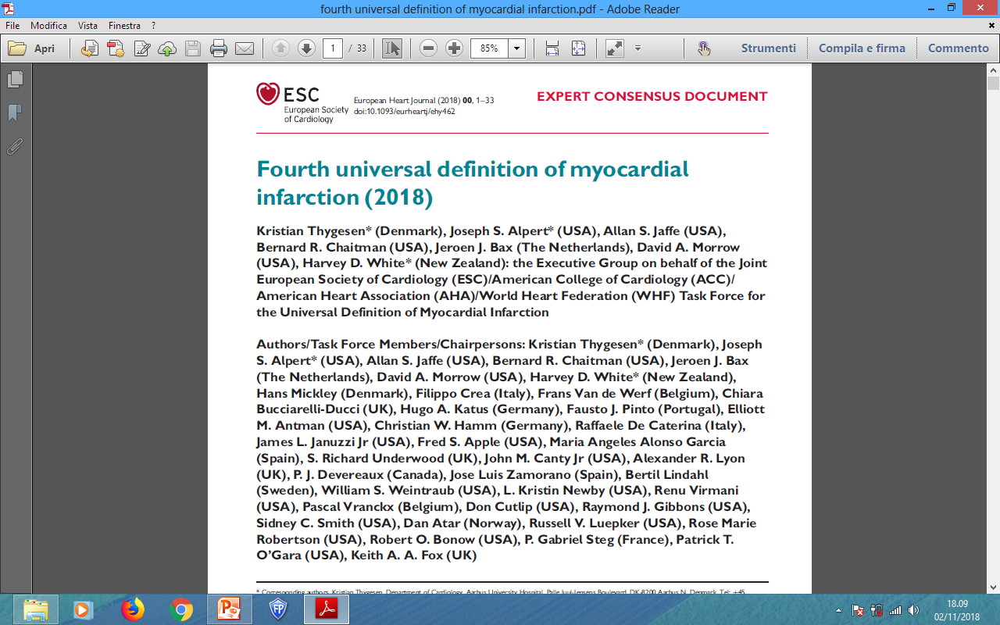 fourth universal definition of myocardial infarction.pdf - Adobe Reader
File Modifica Vista Finestra ?
Apri 1 / 33 85% Strumenti Compila e firma Commento
ESC
European Society
of Cardiology
European Heart Journal (2018) 00, 1–33
doi:10.1093/eurheartj/ehy462
EXPERT CONSENSUS DOCUMENT
Fourth universal definition of myocardial
infarction (2018)
Kristian Thygesen* (Denmark), Joseph S. Alpert* (USA), Allan S. Jaffe (USA),
Bernard R. Chaitman (USA), Jeroen J. Bax (The Netherlands), David A. Morrow
(USA), Harvey D. White* (New Zealand): the Executive Group on behalf of the Joint
European Society of Cardiology (ESC)/American College of Cardiology (ACC)/
American Heart Association (AHA)/World Heart Federation (WHF) Task Force for
the Universal Definition of Myocardial Infarction
Authors/Task Force Members/Chairpersons: Kristian Thygesen* (Denmark), Joseph
S. Alpert* (USA), Allan S. Jaffe (USA), Bernard R. Chaitman (USA), Jeroen J. Bax
(The Netherlands), David A. Morrow (USA), Harvey D. White* (New Zealand),
Hans Mickley (Denmark), Filippo Crea (Italy), Frans Van de Werf (Belgium), Chiara
Bucciarelli-Ducci (UK), Hugo A. Katus (Germany), Fausto J. Pinto (Portugal), Elliott
M. Antman (USA), Christian W. Hamm (Germany), Raffaele De Caterina (Italy),
James L. Januzzi Jr (USA), Fred S. Apple (USA), Maria Angeles Alonso Garcia
(Spain), S. Richard Underwood (UK), John M. Canty Jr (USA), Alexander R. Lyon
(UK), P. J. Devereaux (Canada), Jose Luis Zamorano (Spain), Bertil Lindahl
(Sweden), William S. Weintraub (USA), L. Kristin Newby (USA), Renu Virmani
(USA), Pascal Vranckx (Belgium), Don Cutlip (USA), Raymond J. Gibbons (USA),
Sidney C. Smith (USA), Dan Atar (Norway), Russell V. Luepker (USA), Rose Marie
Robertson (USA), Robert O. Bonow (USA), P. Gabriel Steg (France), Patrick T.
O'Gara (USA), Keith A. A. Fox (UK)
* Corresponding authors. Kristian Thygesen, Department of Cardiology, Aarhus University Hospital, Palle Juul-Jensens Boulevard, DK-8200 Aarhus N, Denmark. Tel: +45
FP
18.09
02/11/2018